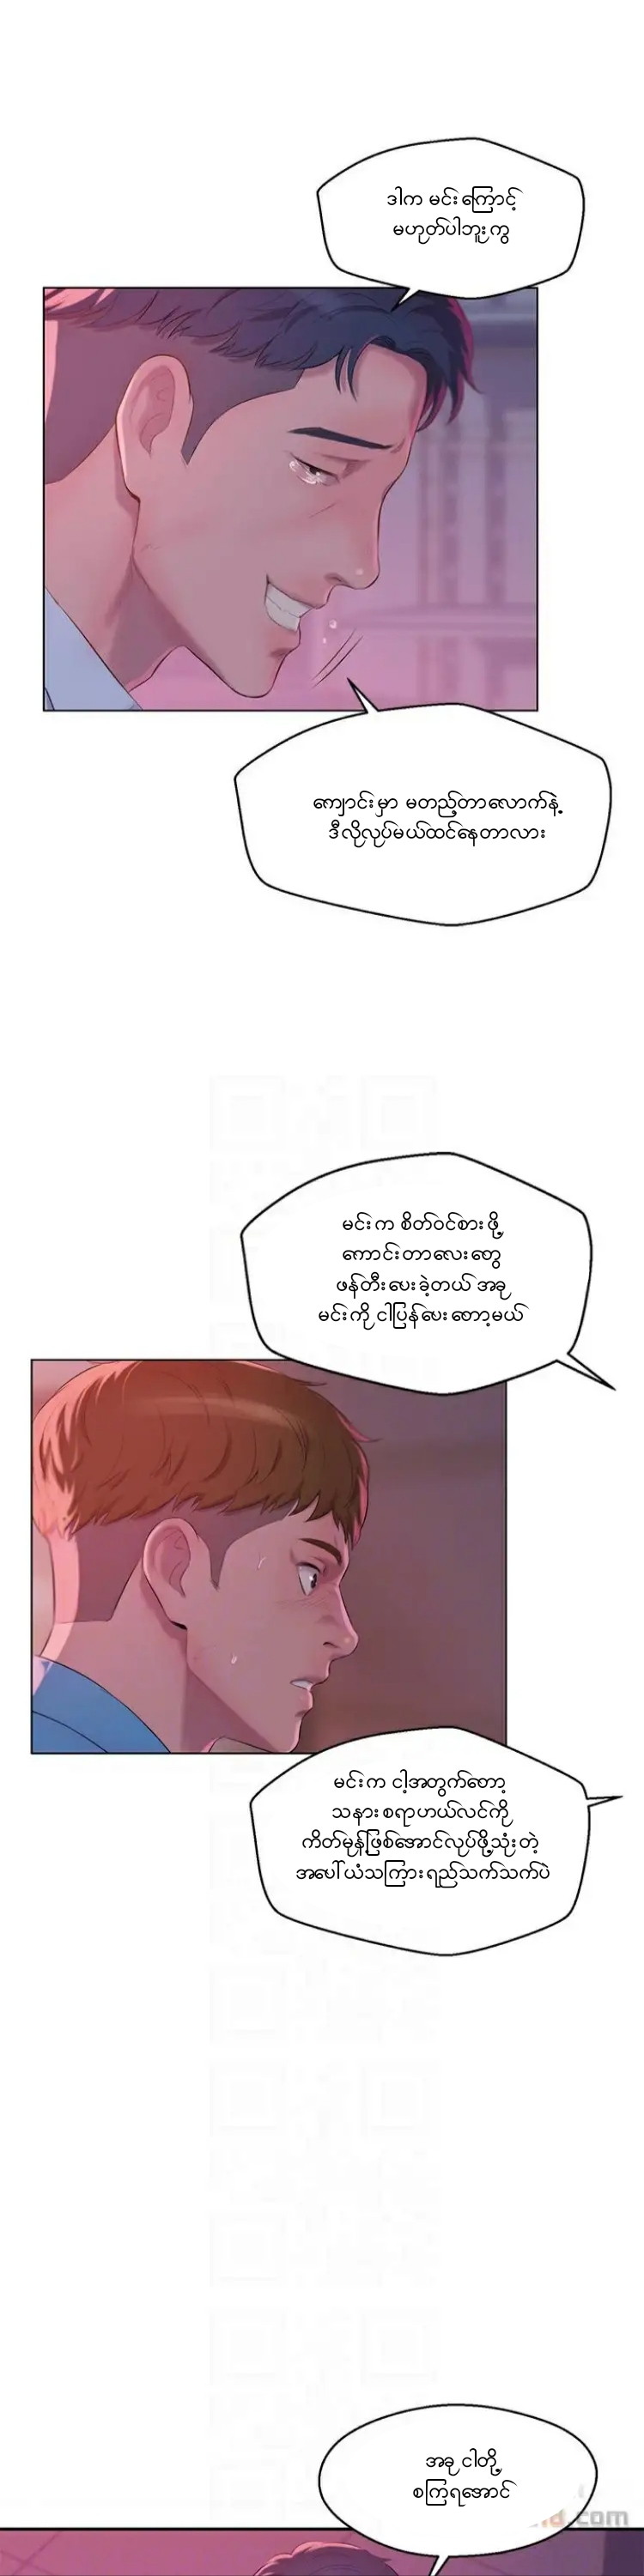 ဒါက မင်းကြောင့်
မဟုတ်ပါဘူးကွ
ကျောင်းမှာ မတည့်တာလောက်နဲ့
ဒီလိုလုပ်မယ်ထင်နေတာလား
မင်းက စိတ်ဝင်စားဖို့
ကောင်းတာလေးတွေ
ဖန်တီးပေးခဲ့တယ် အခု
မင်းကို ငါပြန်ပေးတော့မယ်
မင်းက ငါ့အတွက်တော့
သနားစရာဟယ်လင်ကို
ကိတ်မုန့်ဖြစ်အောင်လုပ်ဖို့သုံးတဲ့
အပေါ်ယံသကြားရည်သက်သက်ပဲ
အခု ငါတို့
စကြရအောင်
.com